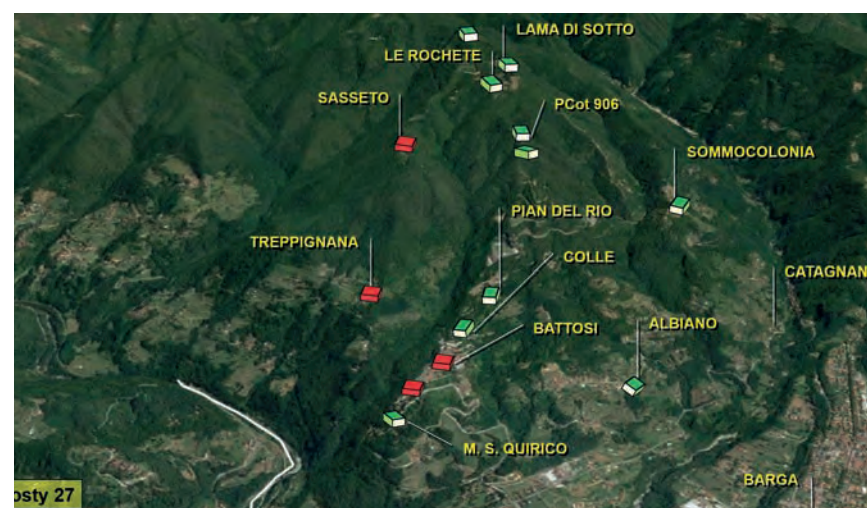 LAMA DI SOTTO
LE ROCHETE
SASSETO
PCot 906
SOMMOCOLONIA
PIAN DEL RIO
TREPPIGNANA
COLLE
CATAGNAN
BATTOSI
ALBIANO
M. S. QUIRICO
BARGA
osty 27